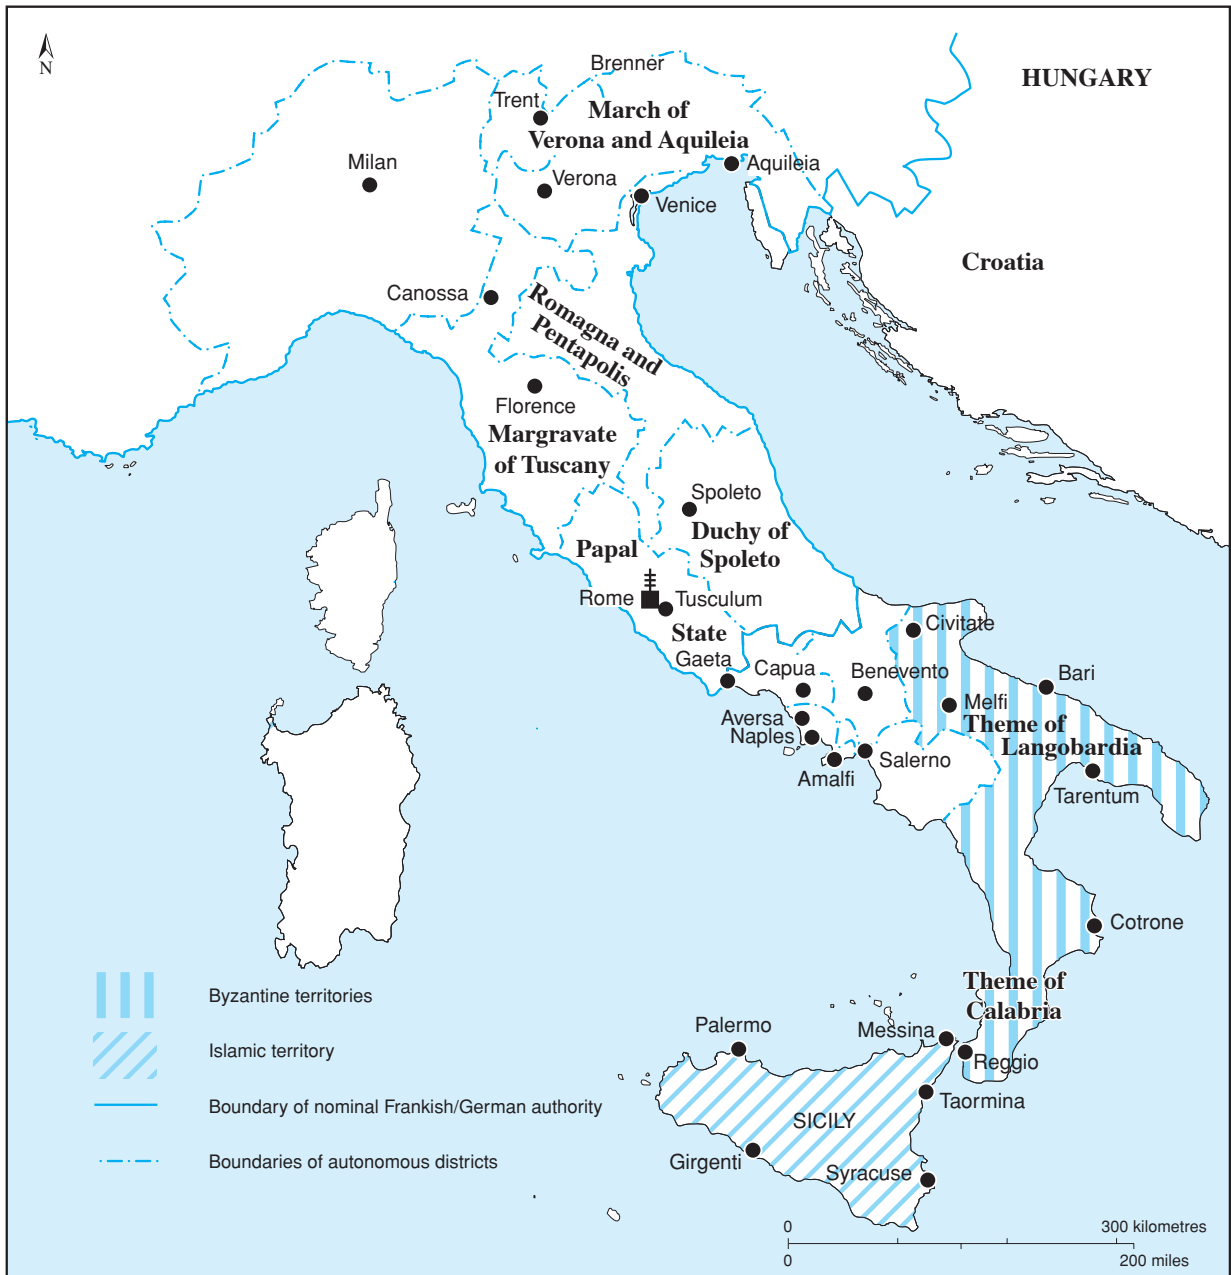 N
Brenner
HUNGARY
Trent
March of
Verona and Aquileia
Milan
Aquileia
Verona
Venice
Croatia
Canossa
Romagna and
Pentapolis
Florence
Margravate
of Tuscany
Spoleto
Duchy of
Spoleto
Papal
Rome
Tusculum
State
Civitate
Gaeta
Capua
Benevento
Bari
Melfi
Aversa
Theme of
Naples
Langobardia
Salerno
Amalfi
Tarentum
Cotrone
Theme of
Calabria
Byzantine territories
Palermo
Messina
Islamic territory
Reggio
Taormina
Boundary of nominal Frankish/German authority
SICILY
Girgenti
Boundaries of autonomous districts
Syracuse
0 300 kilometres
0 200 miles